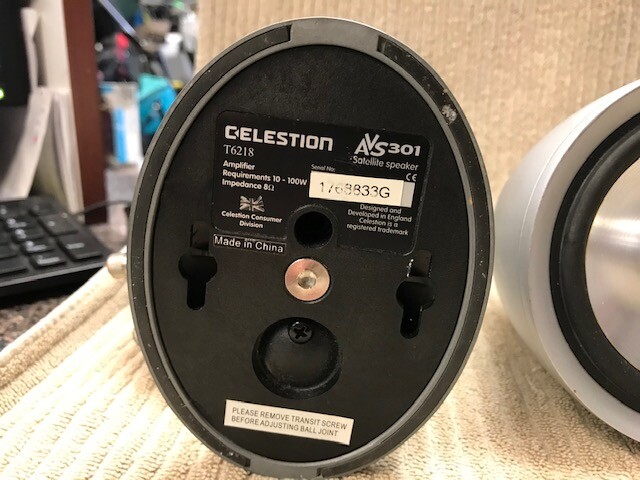 CELESTION
T6218
Amplifier
Requirements 10 - 100W
Impedance 8Ω
Celestion Consumer
Division
AVS301
Satellite speaker
Serial No:
CE
1768833G
Designed and
Developed in England
Celestion is a
registered trademark
Made in China
PLEASE REMOVE TRANSIT SCREW
BEFORE ADJUSTING BALL JOINT